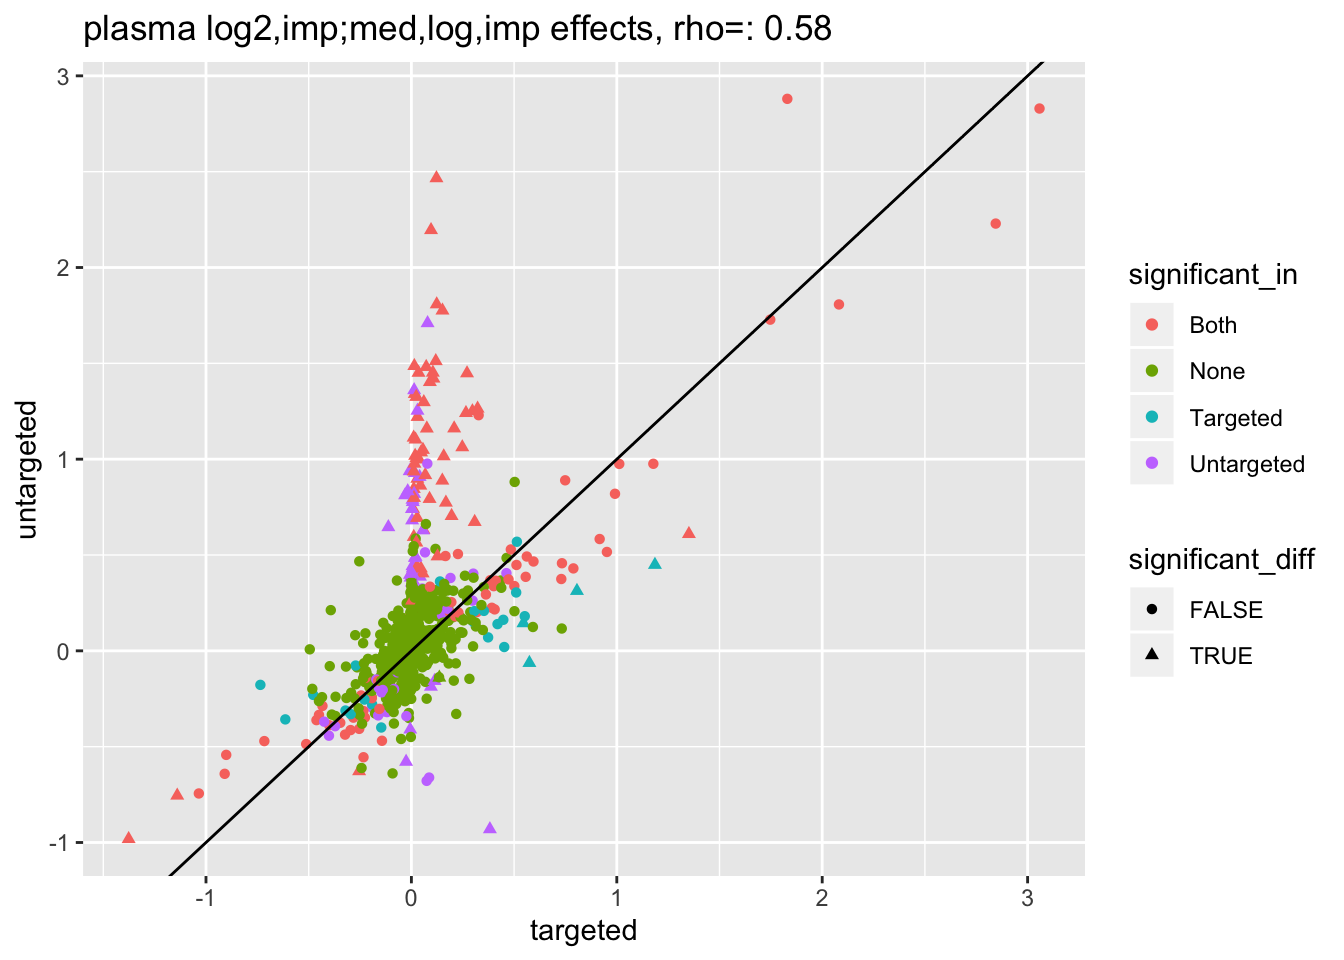 plasma log2,imp;med,log,imp effects, rho=: 0.58
3
2
1
0
-1
untargeted
-1
0
1
2
3
targeted
significant_in
Both
None
Targeted
Untargeted
significant_diff
FALSE
TRUE